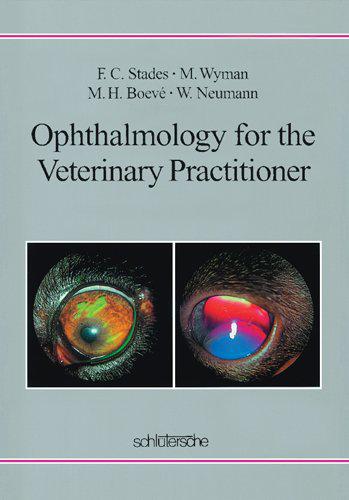 F. C. Stades · M. Wyman
M. H. Boevé · W. Neumann
Ophthalmology for the
Veterinary Practitioner
schlütersche